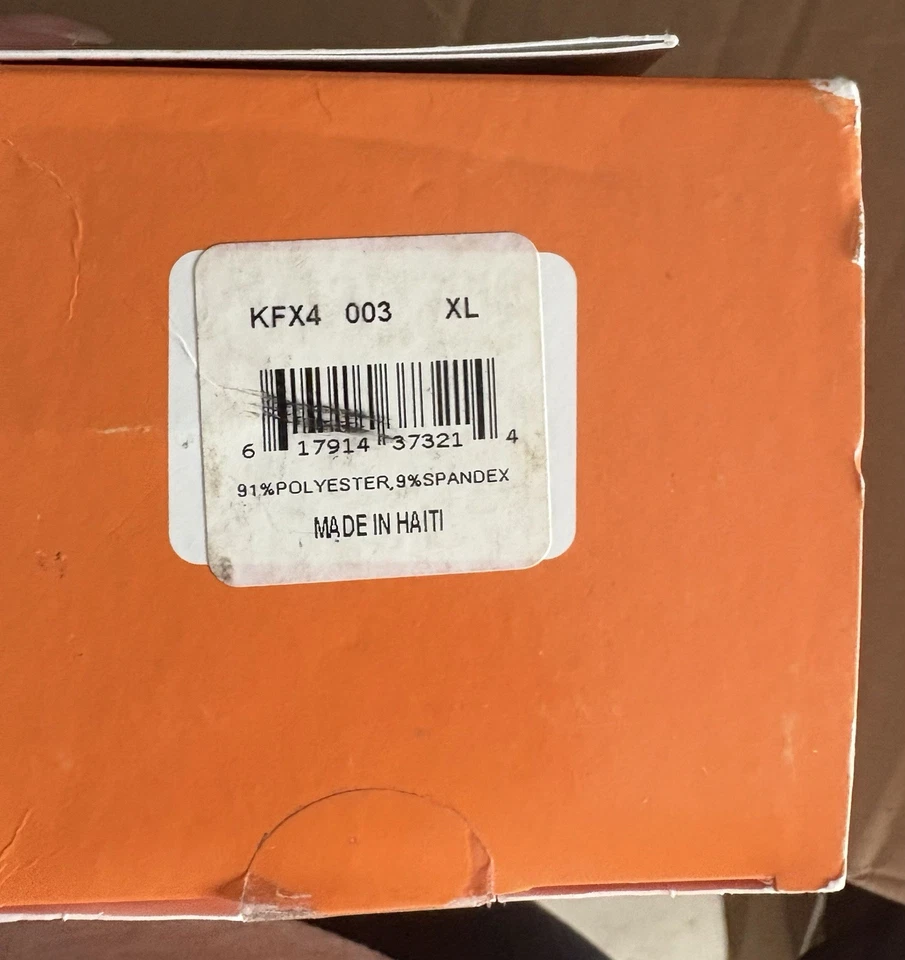 KFX4 003 XL
6 17914 37321 4
91%POLYESTER,9%SPANDEX
MADE IN HAITI